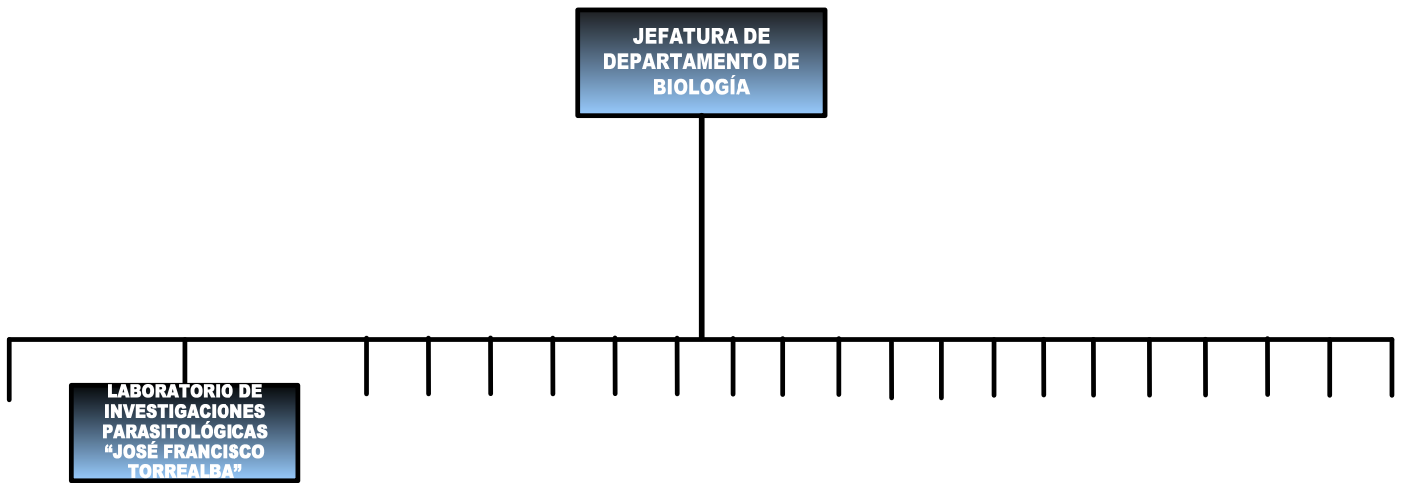 JEFATURA DE
DEPARTAMENTO DE
BIOLOGÍA
LABORATORIO DE
INVESTIGACIONES
PARASITOLÓGICAS
“JOSÉ FRANCISCO
TORREALBA”